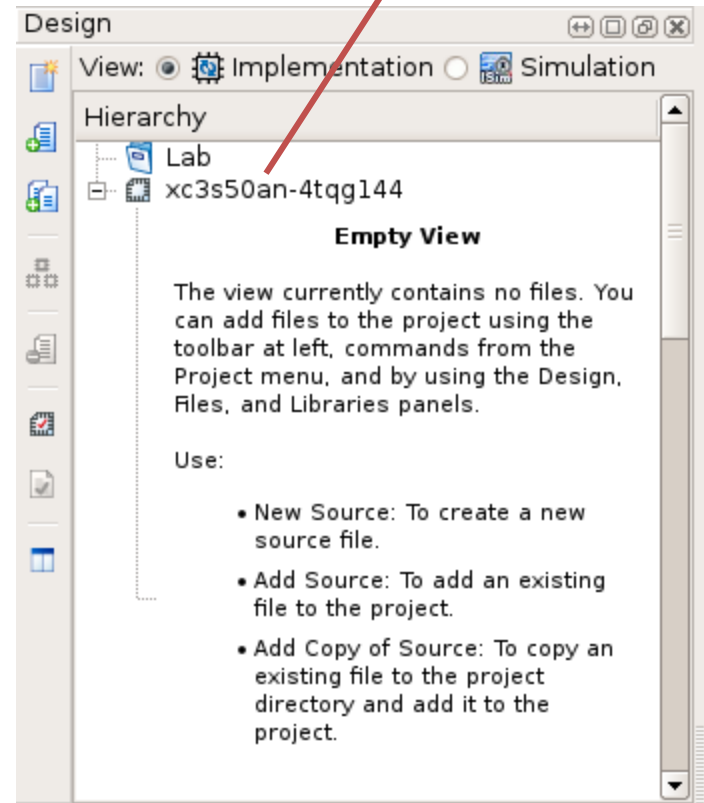 Design
View: Implementation Simulation
Hierarchy
Lab
xc3s50an-4tqg144
Empty View
The view currently contains no files. You
can add files to the project using the
toolbar at left, commands from the
Project menu, and by using the Design,
Files, and Libraries panels.
Use:
• New Source: To create a new
source file.
• Add Source: To add an existing
file to the project.
• Add Copy of Source: To copy an
existing file to the project
directory and add it to the
project.